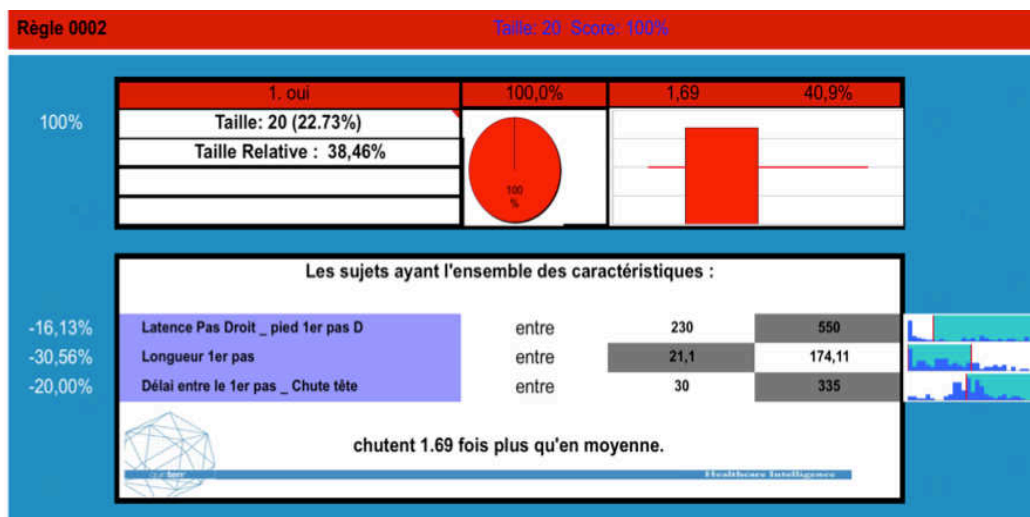 Règle 0002 Taille: 20 Score: 100%
1. oui 100,0% 1,69 40,9%
100% Taille: 20 (22.73%)
Taille Relative : 38,46%
100
%
Les sujets ayant l'ensemble des caractéristiques :
-16,13% Latence Pas Droit _ pied 1er pas D entre 230 550
-30,56% Longueur 1er pas entre 21,1 174,11
-20,00% Délai entre le 1er pas _ Chute tête entre 30 335
chutent 1.69 fois plus qu'en moyenne.
Healthcare Intelligence